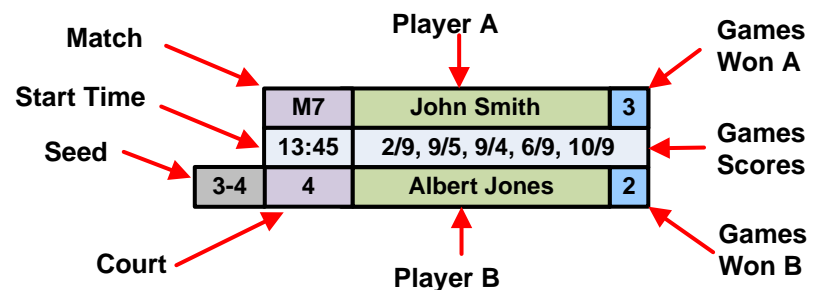 Player A
Match
Games
Won A
Start Time
M7 John Smith 3
13:45 2/9, 9/5, 9/4, 6/9, 10/9
Games
Scores
Seed
3-4 4 Albert Jones 2
Court
Player B
Games
Won B